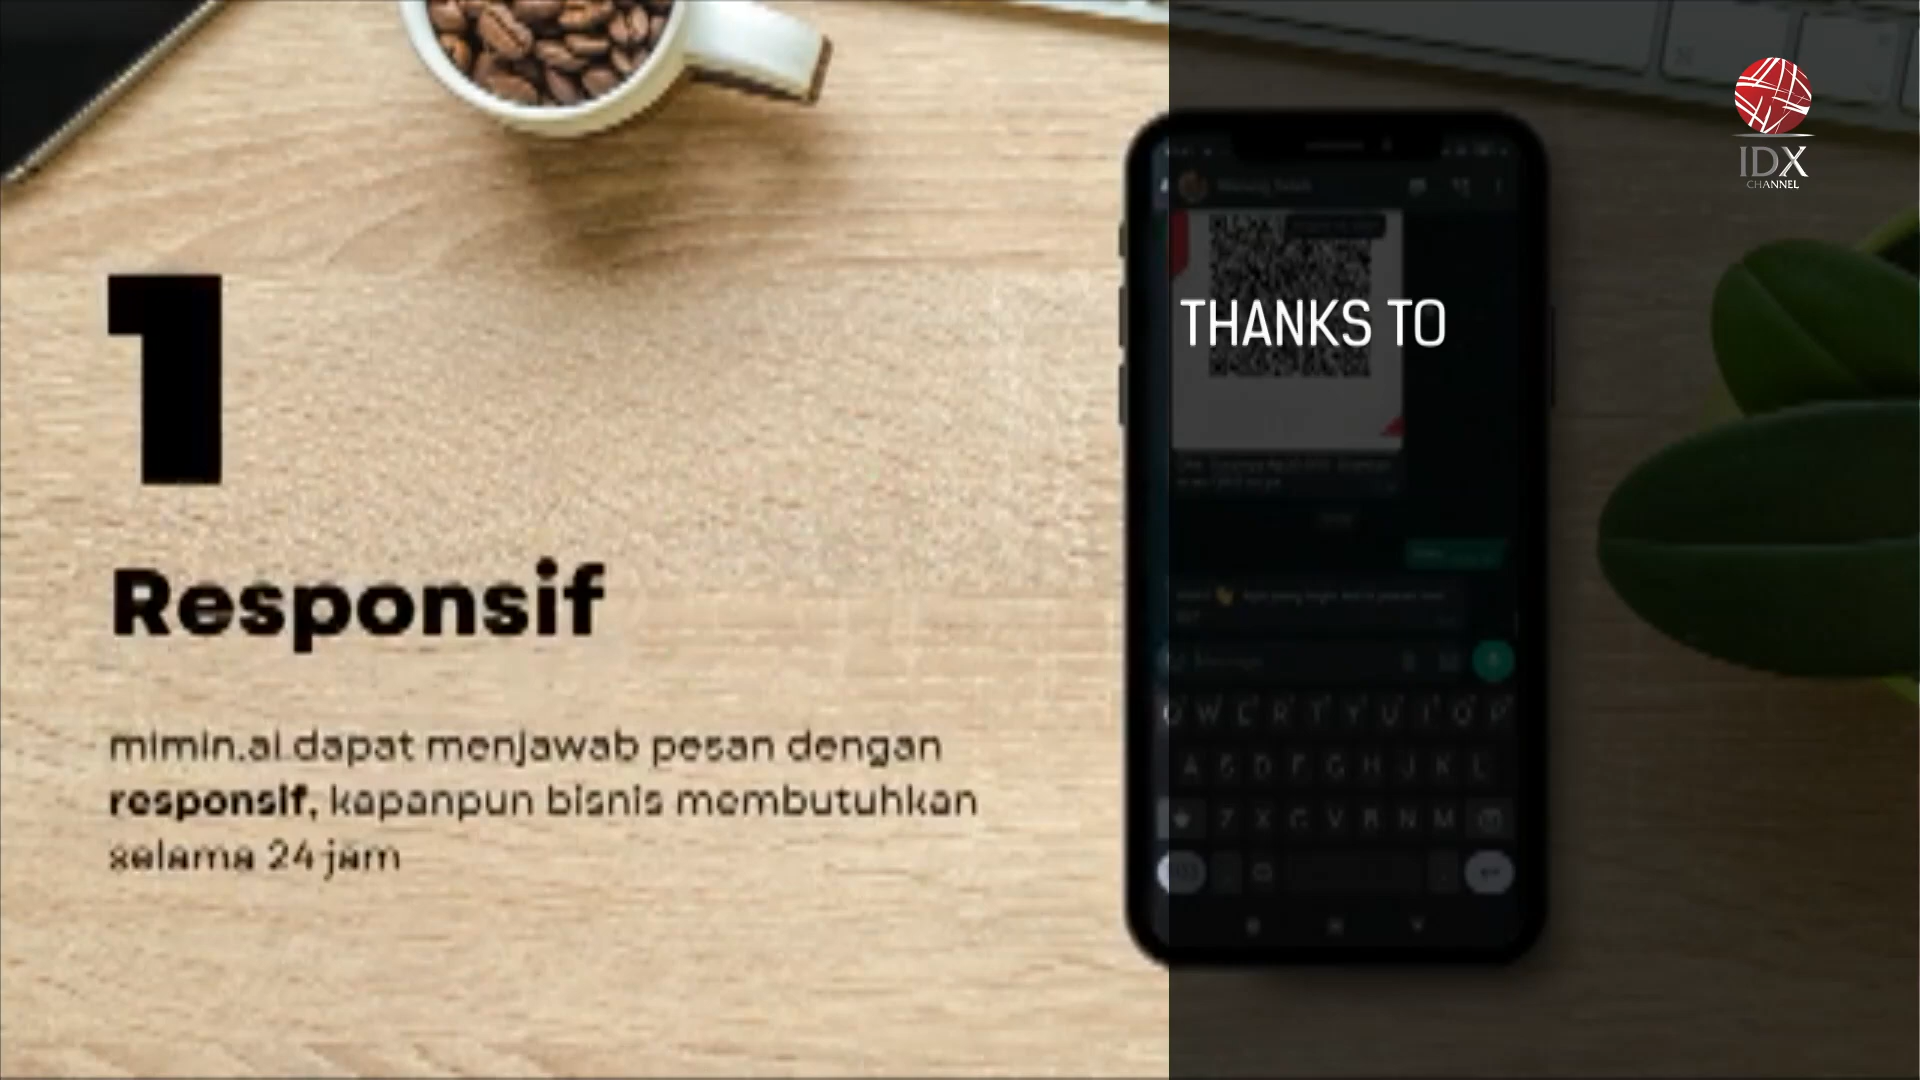 1
Responsif
mimin.ai dapat menjawab pesan dengan
responsif, kapanpun bisnis membutuhkan
selama 24 jam
THANKS TO
IDX
CHANNEL
Q W E R T Y U I O P
A S D F G H J K L
Z X C V B N M